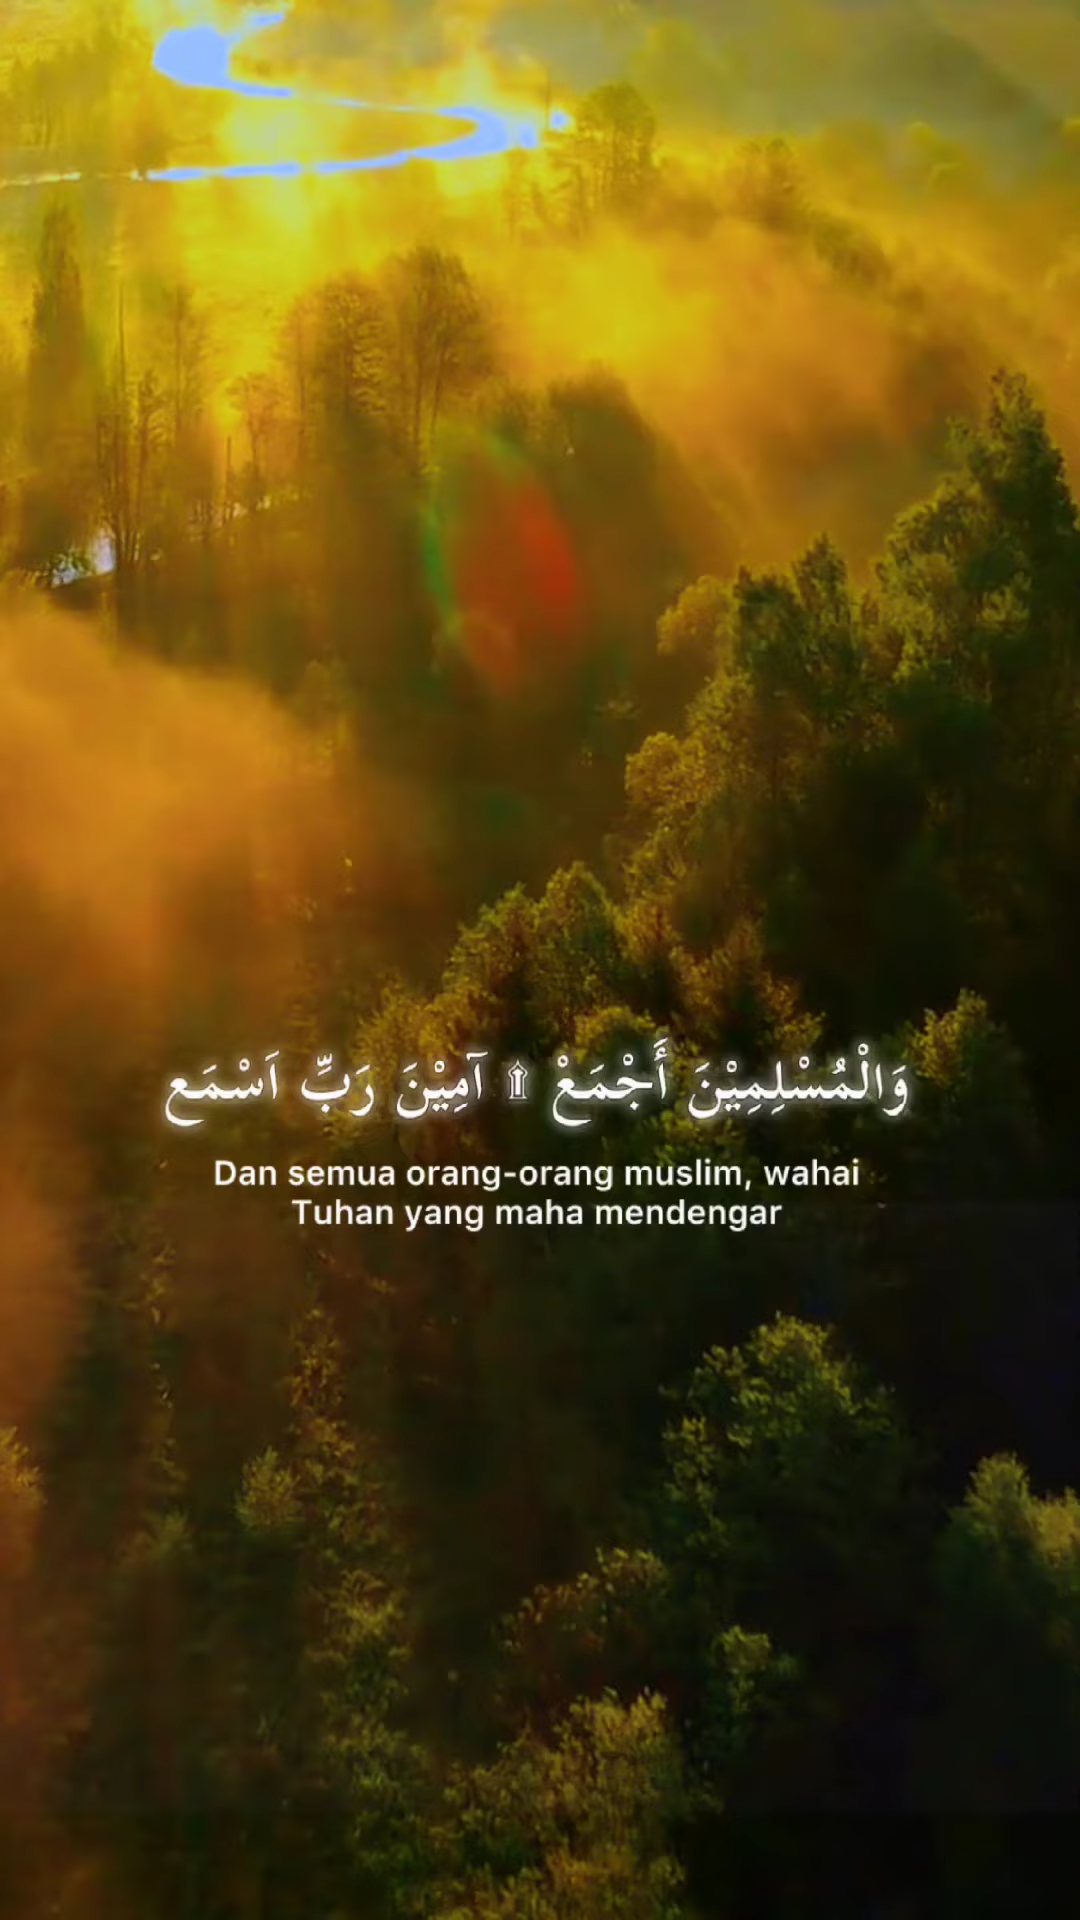 وَالْمُسْلِمِيْنَ أَجْمَعْ ۩ آمِيْنَ رَبِّ اَسْمَع
Dan semua orang-orang muslim, wahai
Tuhan yang maha mendengar